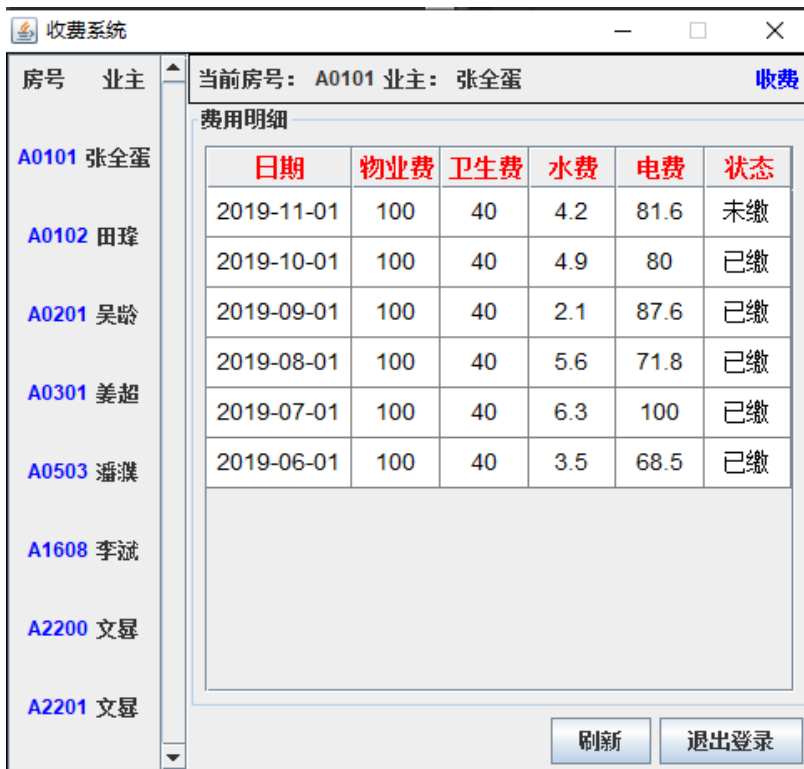 收费系统
房号 业主
A0101 张全蛋
A0102 田瑾
A0201 吴龄
A0301 姜超
A0503 潘濮
A1608 李斌
A2200 文
A2201 文
当前房号： A0101 业主： 张全蛋 收费
费用明细
日期 物业费 卫生费 水费 电费 状态
2019-11-01 100 40 4.2 81.6 未缴
2019-10-01 100 40 4.9 80 已缴
2019-09-01 100 40 2.1 87.6 已缴
2019-08-01 100 40 5.6 71.8 已缴
2019-07-01 100 40 6.3 100 已缴
2019-06-01 100 40 3.5 68.5 已缴
刷新 退出登录